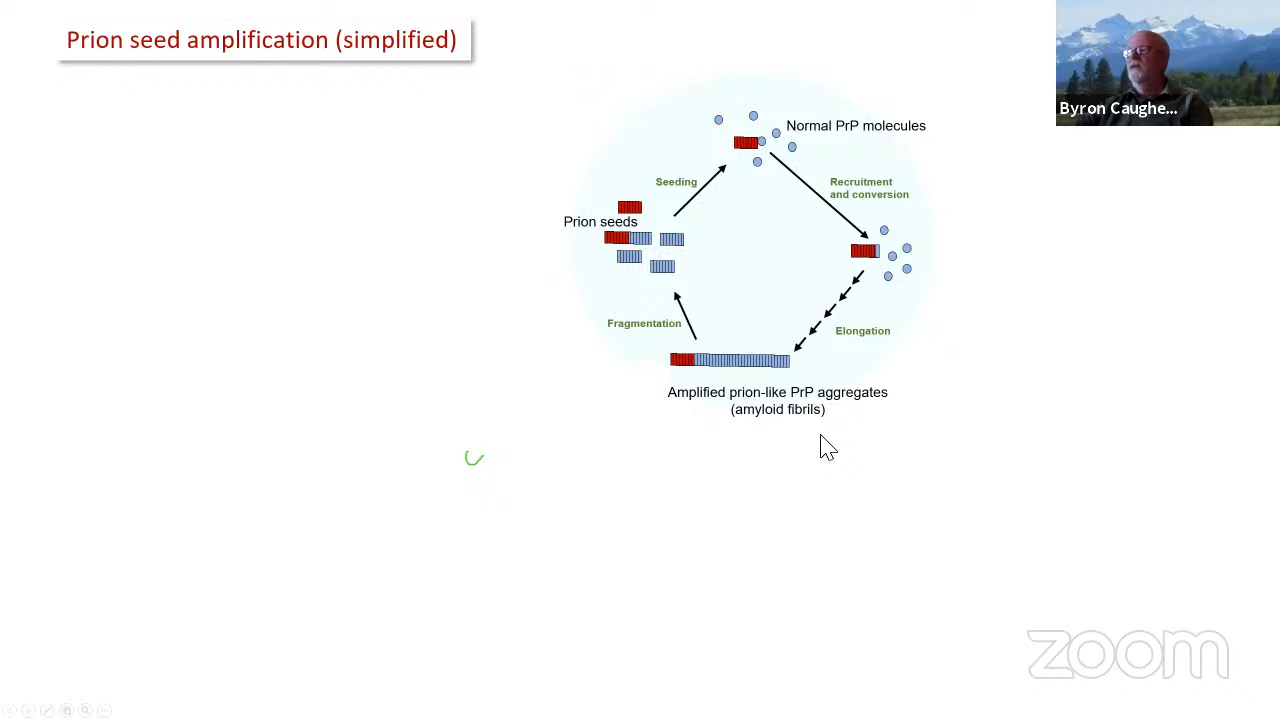 Prion seed amplification (simplified)
Byron Caughe...
Normal PrP molecules
Seeding
Recruitment
and conversion
Prion seeds
Fragmentation
Elongation
Amplified prion-like PrP aggregates
(amyloid fibrils)
zoom